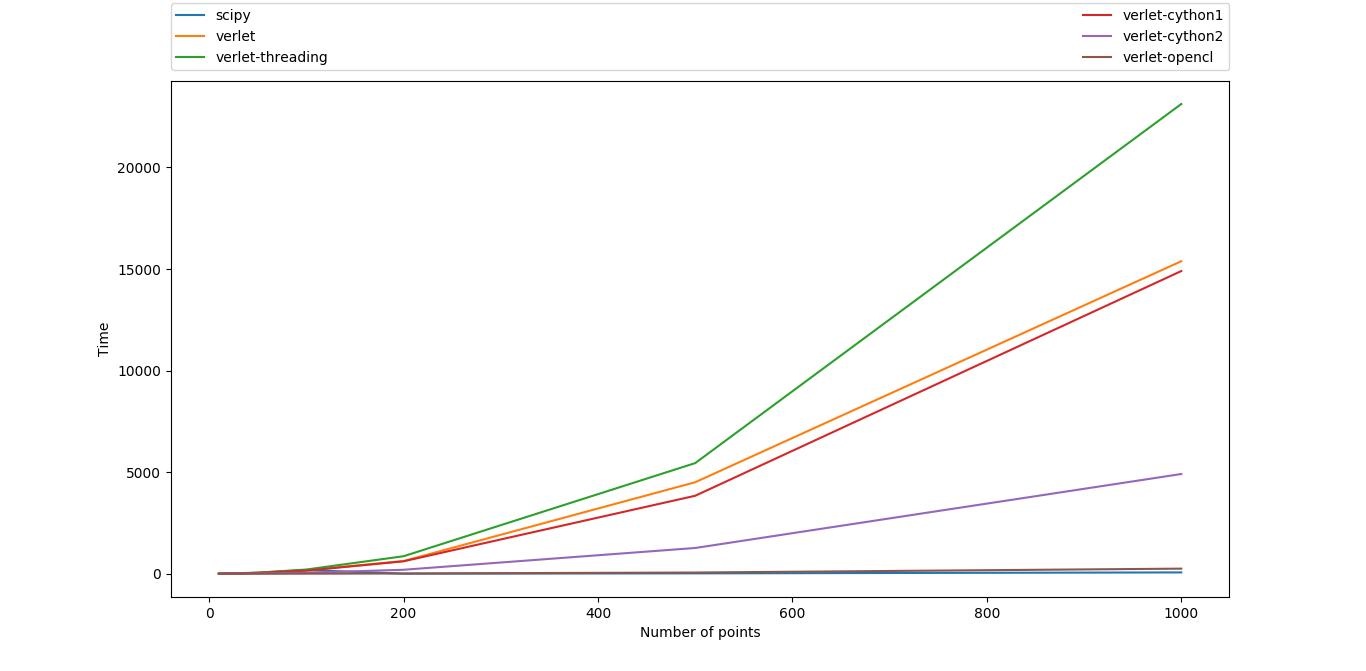 scipy
verlet
verlet-threading
verlet-cython1
verlet-cython2
verlet-opencl
Time
20000
15000
10000
5000
0
0 200 400 600 800 1000
Number of points